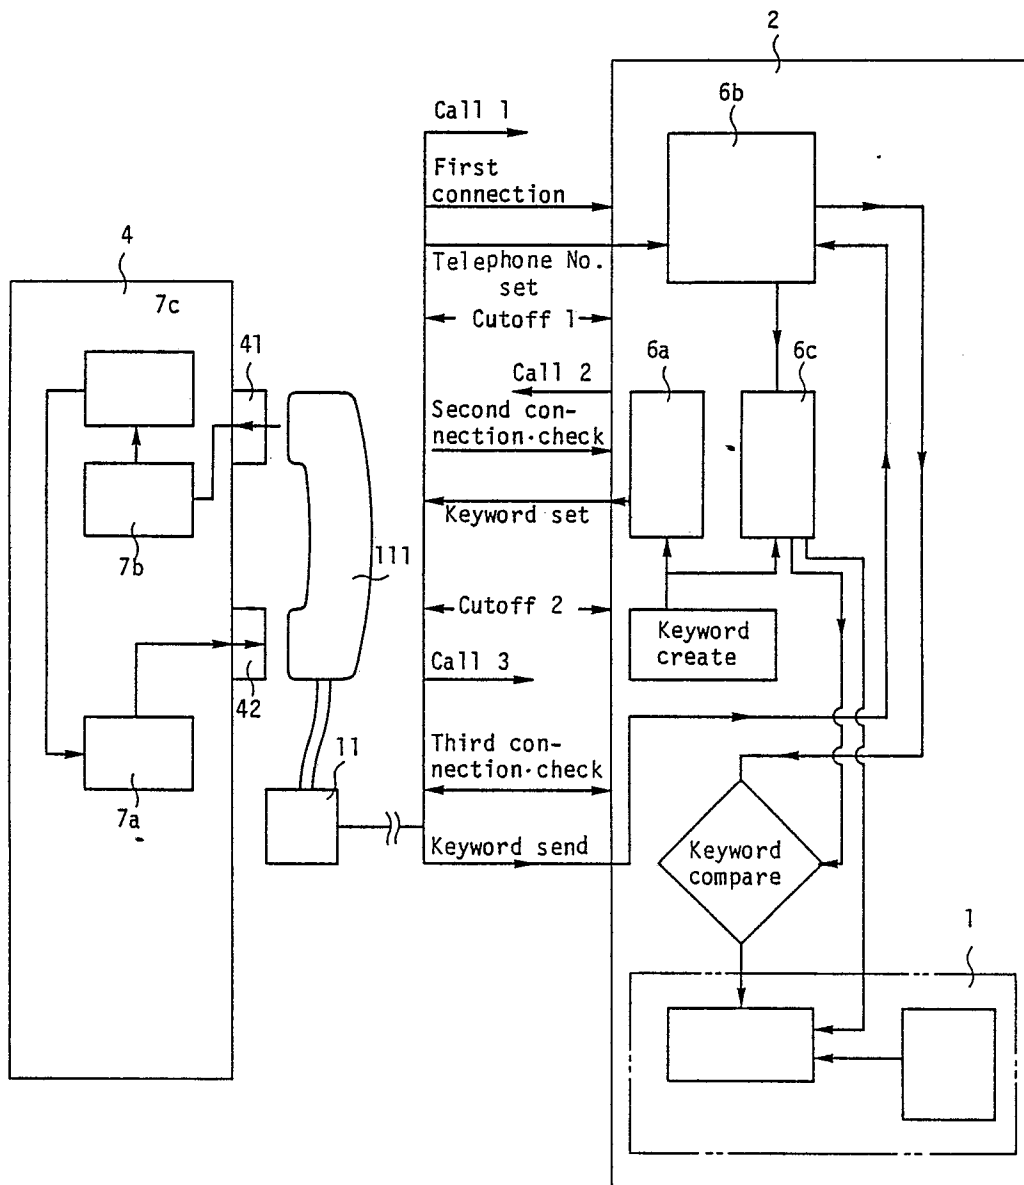 2
6b
Call 1
First
connection
4
7c
Telephone No.
set
Cutoff 1
41
6a
6c
Call 2
Second con-
nection·check
Keyword set
7b
111
Cutoff 2
Keyword
create
Call 3
42
Third con-
nection·check
11
7a
Keyword send
Keyword
compare
1